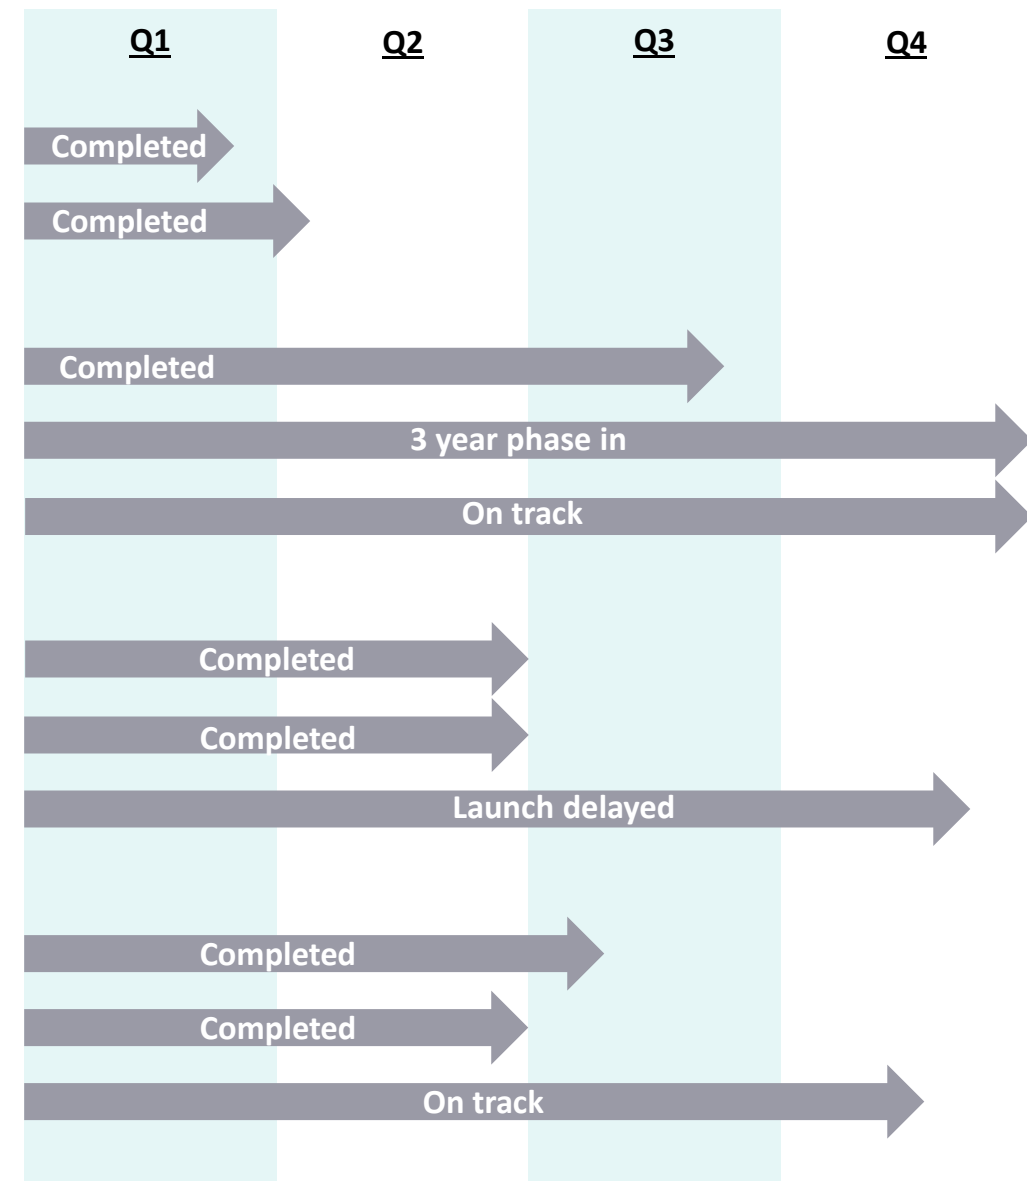 Q1 Q2 Q3 Q4
Completed
Completed
Completed
3 year phase in
On track
Completed
Completed
Launch delayed
Completed
Completed
On track